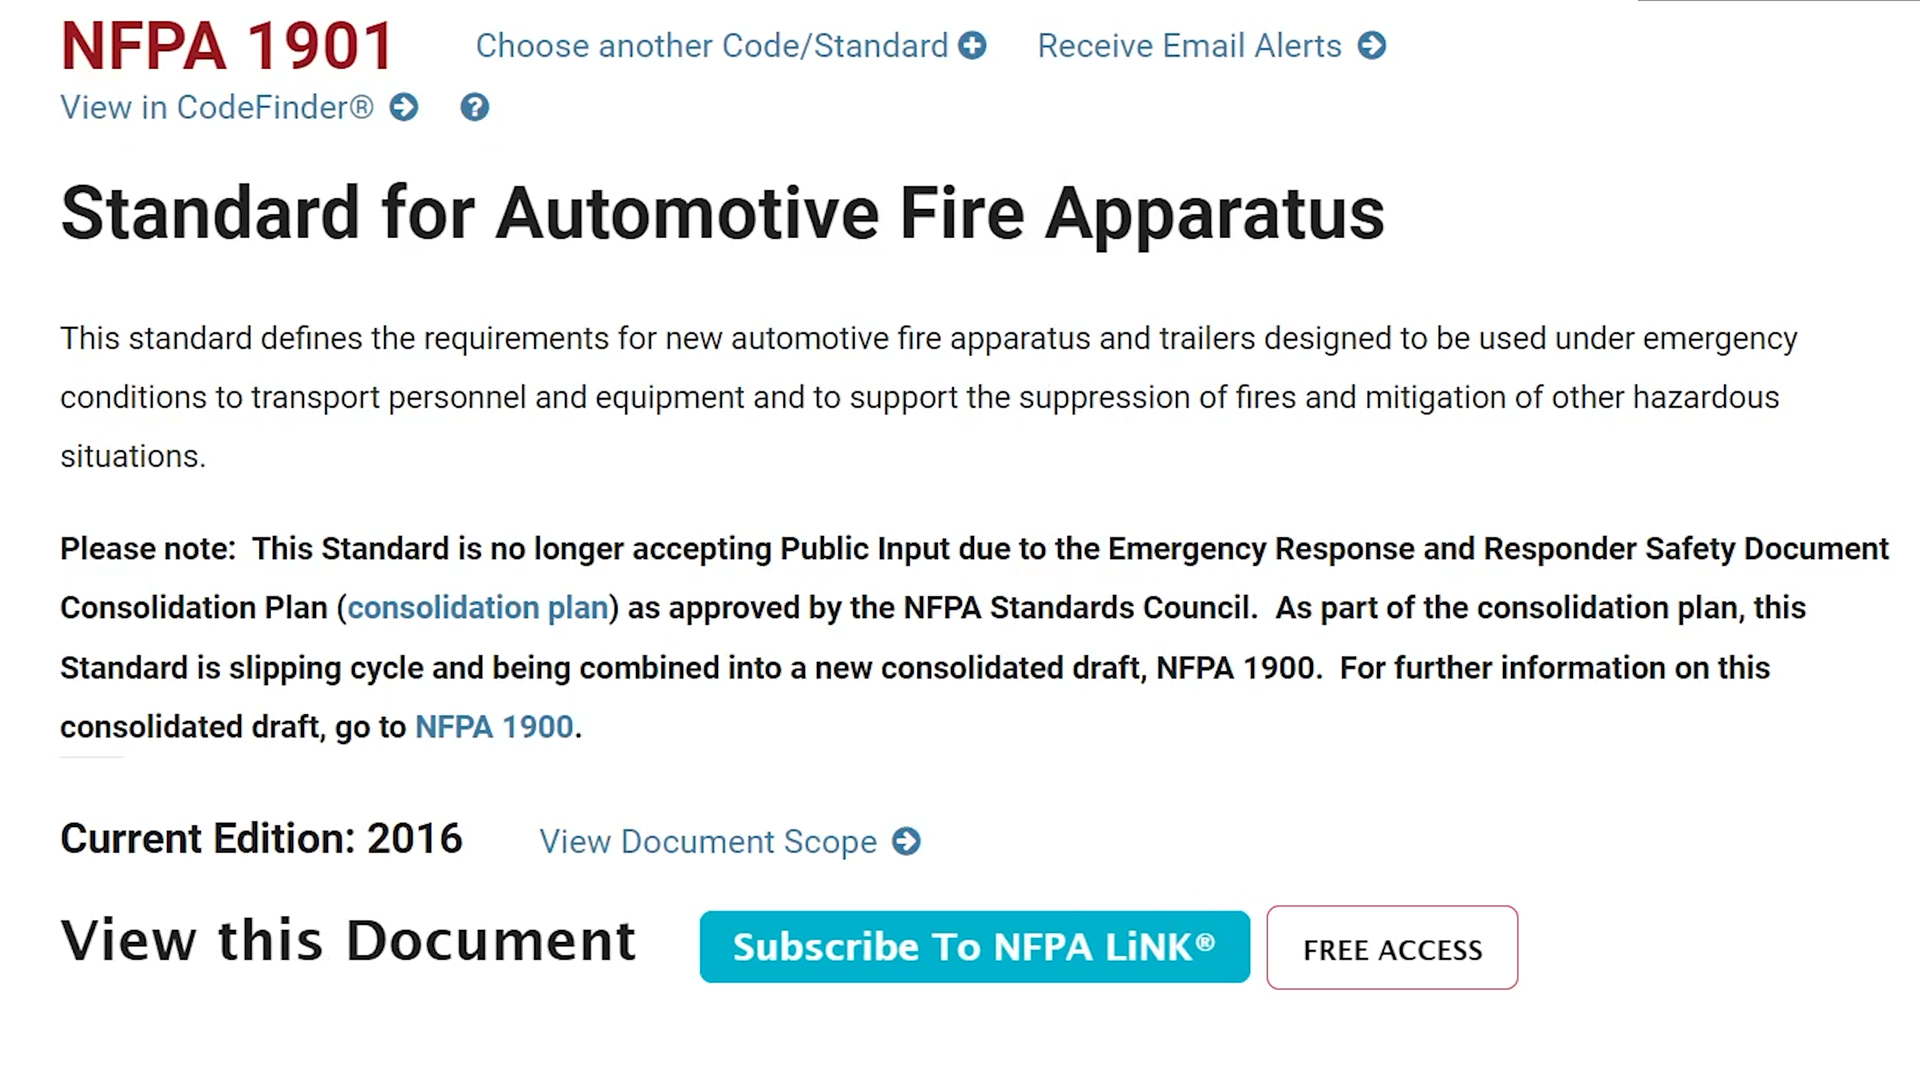 NFPA 1901 Choose another Code/Standard Receive Email Alerts
View in CodeFinder®
Standard for Automotive Fire Apparatus
This standard defines the requirements for new automotive fire apparatus and trailers designed to be used under emergency
conditions to transport personnel and equipment and to support the suppression of fires and mitigation of other hazardous
situations.
Please note:  This Standard is no longer accepting Public Input due to the Emergency Response and Responder Safety Document
Consolidation Plan (consolidation plan) as approved by the NFPA Standards Council.  As part of the consolidation plan, this
Standard is slipping cycle and being combined into a new consolidated draft, NFPA 1900.  For further information on this
consolidated draft, go to NFPA 1900.
Current Edition: 2016 View Document Scope
View this Document Subscribe To NFPA LiNK® FREE ACCESS